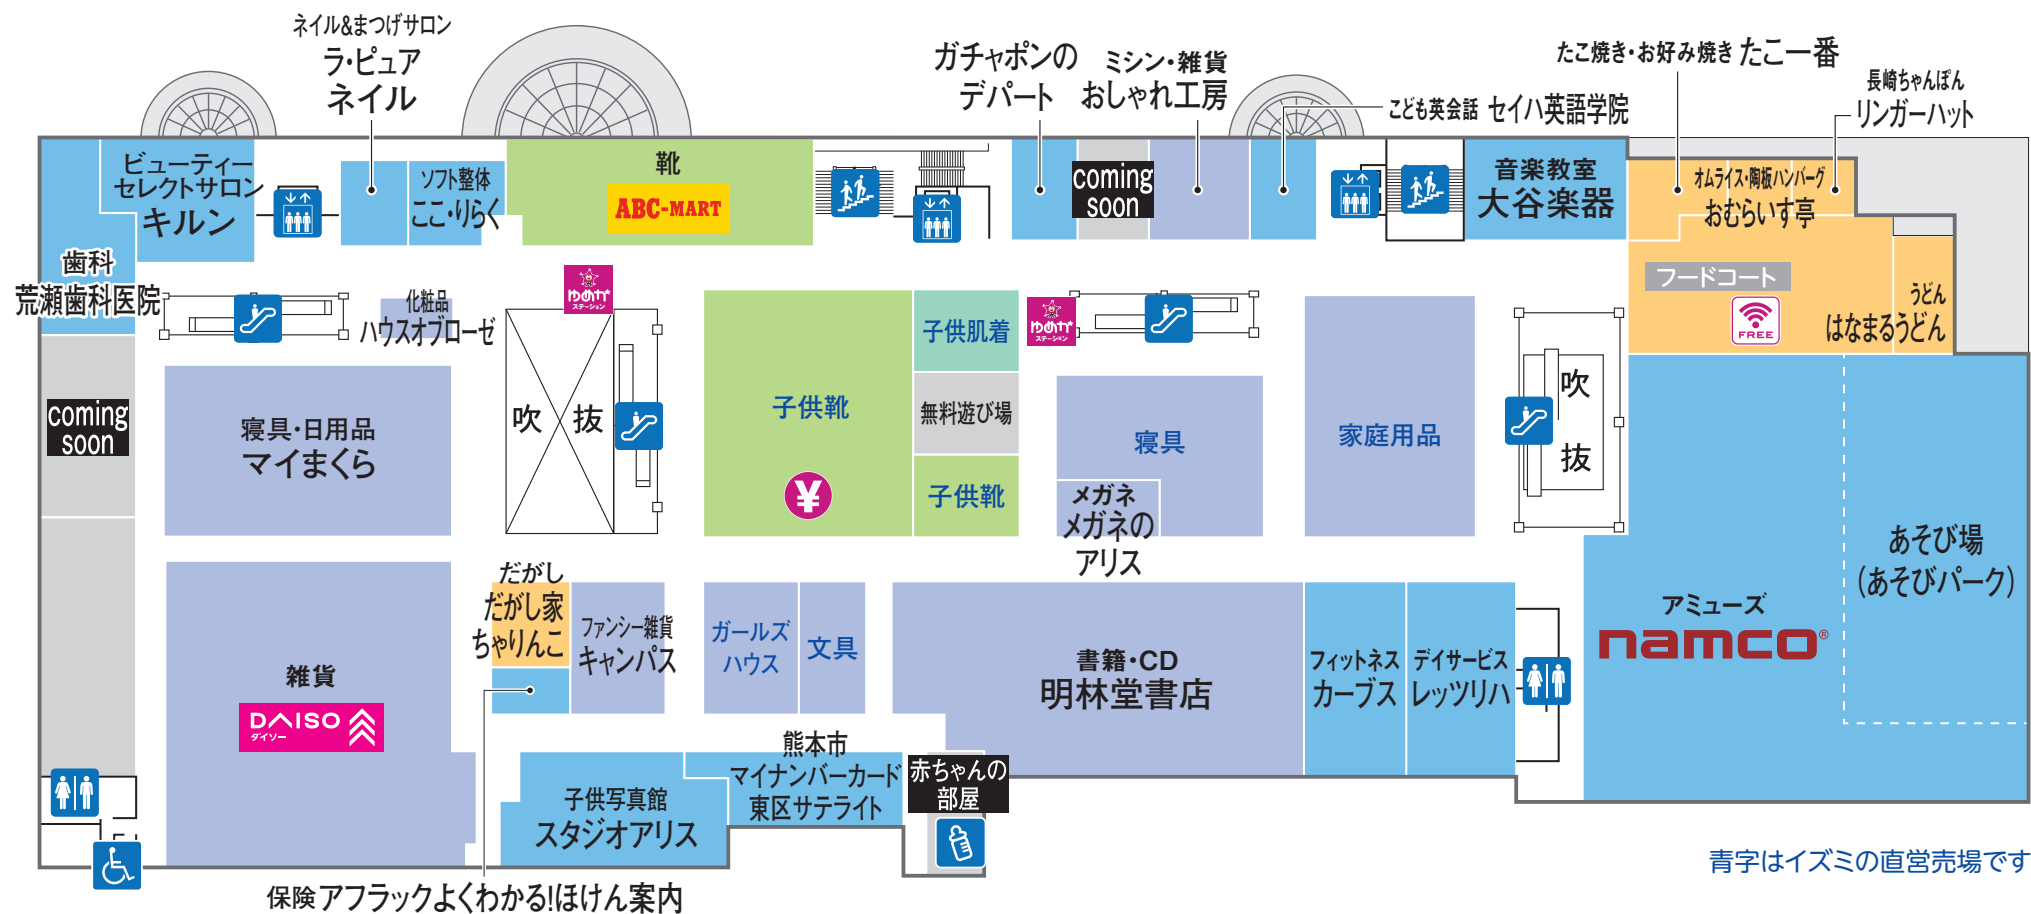 ネイル&まつげサロン
ラ・ピュア
ネイル
ガチャポンの
デパート
ミシン・雑貨
おしゃれ工房
こども英会話 セイハ英語学院
たこ焼き・お好み焼き たこ一番
長崎ちゃんぽん
リンガーハット
ビューティー
セレクトサロン
キルン
ソフト整体
ここ・りらく
靴
ABC-MART
coming
soon
音楽教室
大谷楽器
オムライス・陶板ハンバーグ
おむらいす亭
フードコート
FREE
うどん
はなまるうどん
歯科
荒瀬歯科医院
化粧品
ハウスオブローゼ
ゆめか
ステーション
子供肌着
ゆめか
ステーション
coming
soon
寝具・日用品
マイまくら
吹抜
子供靴
¥
無料遊び場
子供靴
寝具
メガネ
メガネの
アリス
家庭用品
吹
抜
あそび場
(あそびパーク)
アミューズ
namco®
雑貨
DAISO
ダイソー
だがし
だがし家
ちゃりんこ
ファンシー雑貨
キャンパス
ガールズ
ハウス
文具
書籍・CD
明林堂書店
フィットネス
カーブス
デイサービス
レッツリハ
子供写真館
スタジオアリス
熊本市
マイナンバーカード
東区サテライト
赤ちゃんの
部屋
保険 アフラックよくわかる!ほけん案内
青字はイズミの直営売場です